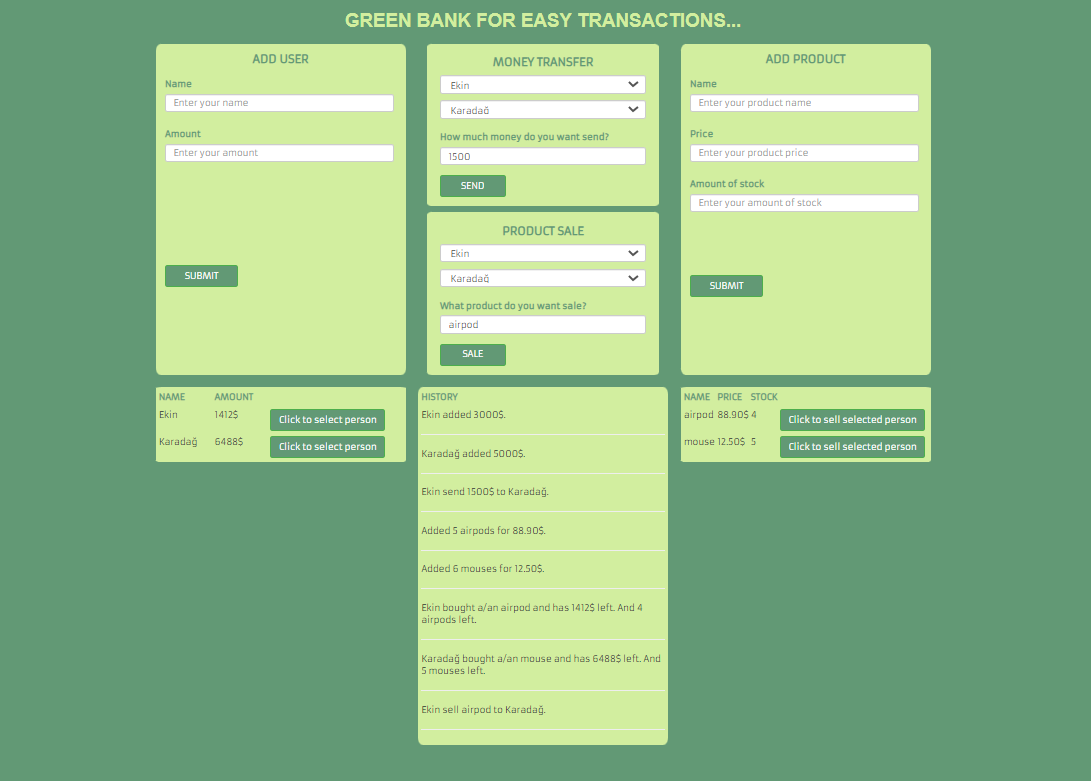 GREEN BANK FOR EASY TRANSACTIONS...
ADD USER
Name
Enter your name
Amount
Enter your amount
SUBMIT
MONEY TRANSFER
Ekin
Karadağ
How much money do you want send?
1500
SEND
PRODUCT SALE
Ekin
Karadağ
What product do you want sale?
airpod
SALE
ADD PRODUCT
Name
Enter your product name
Price
Enter your product price
Amount of stock
Enter your amount of stock
SUBMIT
NAME AMOUNT
Ekin 1412$ Click to select person
Karadağ 6488$ Click to select person
HISTORY
Ekin added 3000$.
Karadağ added 5000$.
Ekin send 1500$ to Karadağ.
Added 5 airpods for 88.90$.
Added 6 mouses for 12.50$.
Ekin bought a/an airpod and has 1412$ left. And 4
airpods left.
Karadağ bought a/an mouse and has 6488$ left. And
5 mouses left.
Ekin sell airpod to Karadağ.
NAME PRICE STOCK
airpod 88.90$ 4 Click to sell selected person
mouse 12.50$ 5 Click to sell selected person